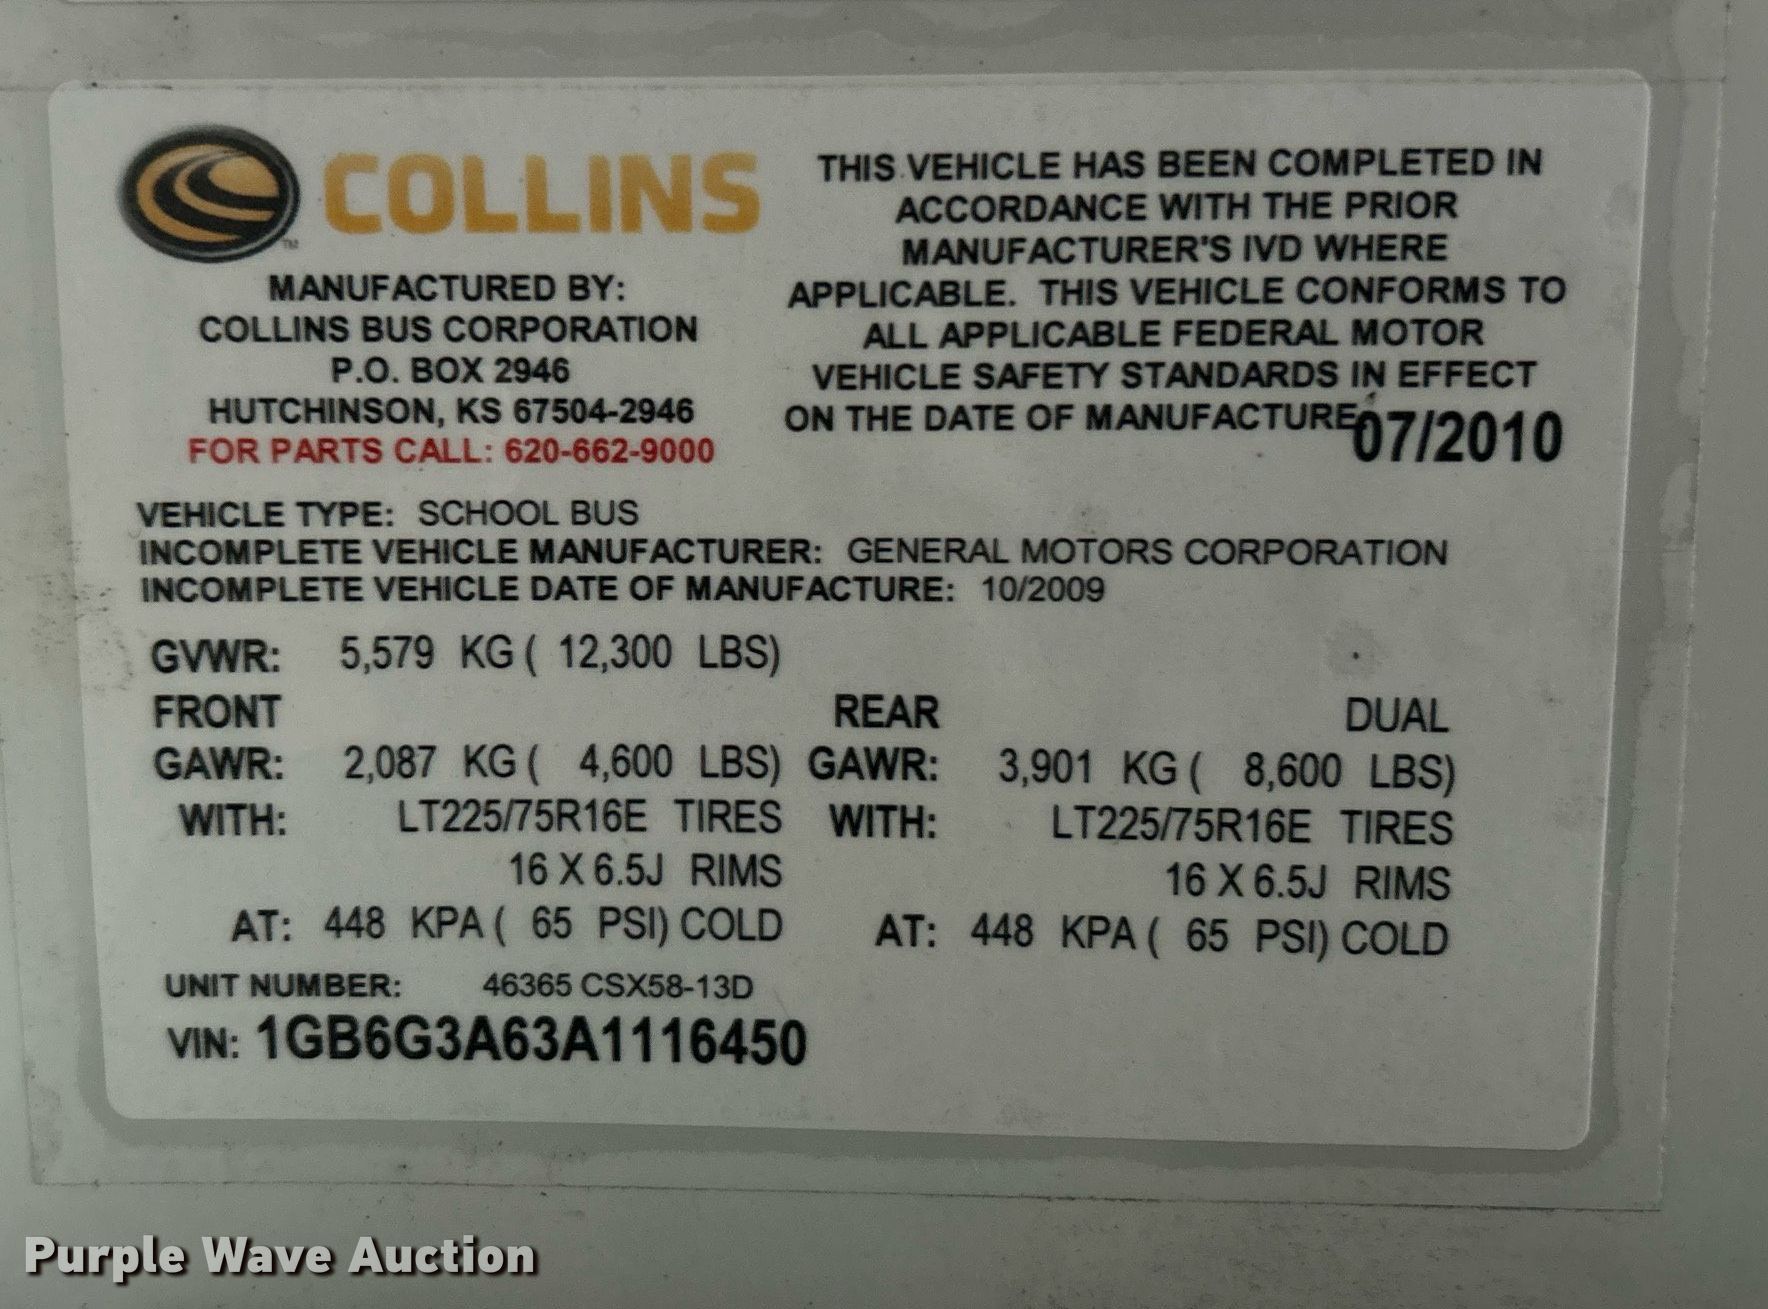 COLLINS
TM
MANUFACTURED BY:
COLLINS BUS CORPORATION
P.O. BOX 2946
HUTCHINSON, KS 67504-2946
FOR PARTS CALL: 620-662-9000
THIS VEHICLE HAS BEEN COMPLETED IN
ACCORDANCE WITH THE PRIOR
MANUFACTURER'S IVD WHERE
APPLICABLE. THIS VEHICLE CONFORMS TO
ALL APPLICABLE FEDERAL MOTOR
VEHICLE SAFETY STANDARDS IN EFFECT
ON THE DATE OF MANUFACTURE: 07/2010
VEHICLE TYPE: SCHOOL BUS
INCOMPLETE VEHICLE MANUFACTURER: GENERAL MOTORS CORPORATION
INCOMPLETE VEHICLE DATE OF MANUFACTURE: 10/2009
GVWR: 5,579 KG ( 12,300 LBS)
FRONT REAR DUAL
GAWR: 2,087 KG ( 4,600 LBS) GAWR: 3,901 KG ( 8,600 LBS)
WITH: LT225/75R16E TIRES WITH: LT225/75R16E TIRES
16 X 6.5J RIMS 16 X 6.5J RIMS
AT: 448 KPA ( 65 PSI) COLD AT: 448 KPA ( 65 PSI) COLD
UNIT NUMBER: 46365 CSX58-13D
VIN: 1GB6G3A63A1116450
Purple Wave Auction